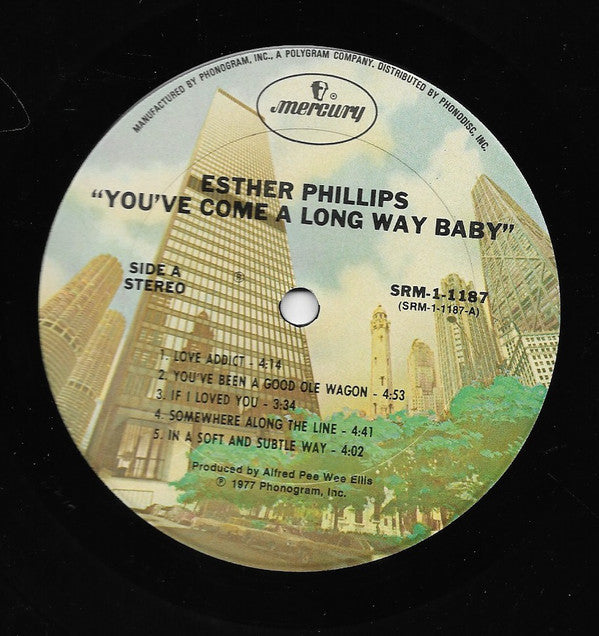 MANUFACTURED BY PHONOGRAM, INC., A POLYGRAM COMPANY. DISTRIBUTED BY PHONODISC, INC.
® mercury
ESTHER PHILLIPS
"YOU'VE COME A LONG WAY BABY"
SIDE A
STEREO
®
SRM-1-1187
(SRM-1-1187-A)
1. LOVE ADDICT - 4:14
2. YOU'VE BEEN A GOOD OLE WAGON - 4:53
3. IF I LOVED YOU - 3:34
4. SOMEWHERE ALONG THE LINE - 4:41
5. IN A SOFT AND SUBTLE WAY - 4:02
Produced by Alfred Pee Wee Ellis
℗ 1977 Phonogram, Inc.